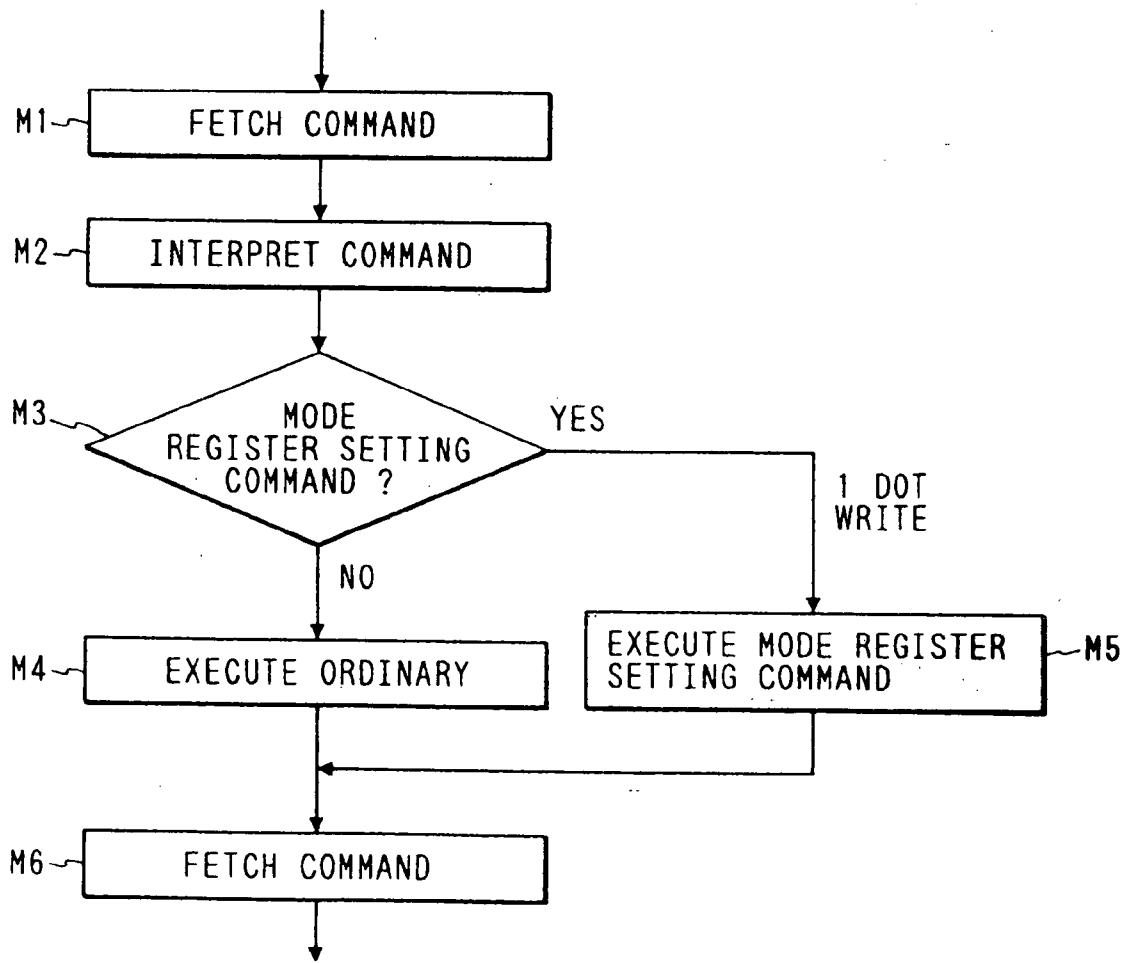 M1
FETCH COMMAND
M2
INTERPRET COMMAND
M3
MODE
REGISTER SETTING
COMMAND ?
YES
1 DOT
WRITE
NO
M4
EXECUTE ORDINARY
EXECUTE MODE REGISTER
SETTING COMMAND
M5
M6
FETCH COMMAND